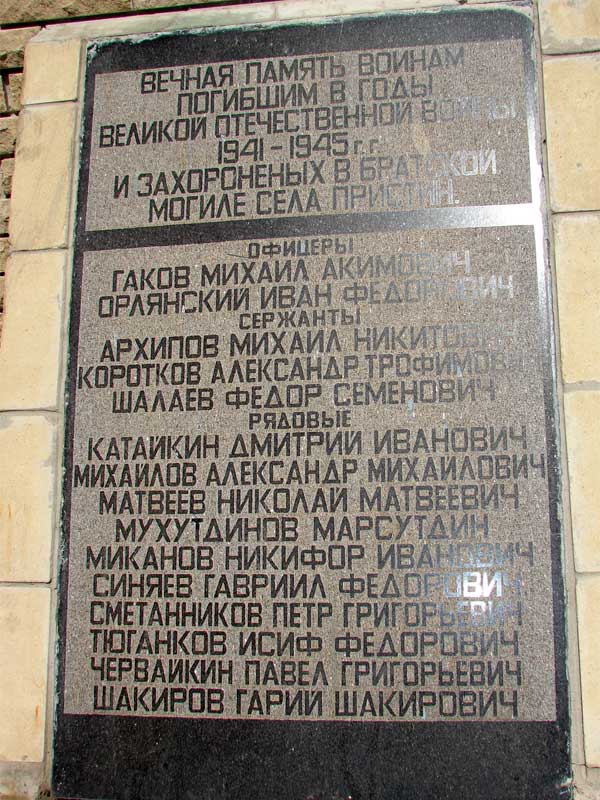 ВЕЧНАЯ ПАМЯТЬ ВОИНАМ
ПОГИБШИМ В ГОДЫ
ВЕЛИКОЙ ОТЕЧЕСТВЕННОЙ ВОЙНЫ
1941-1945 г.г.
И ЗАХОРОНЕНЫХ В БРАТСКОЙ
МОГИЛЕ СЕЛА ПРИСТИН.
ОФИЦЕРЫ
ГАКОВ МИХАИЛ АКИМОВИЧ
ОРЛЯНСКИЙ ИВАН ФЕДОРОВИЧ
СЕРЖАНТЫ
АРХИПОВ МИХАИЛ НИКИТОВИЧ
КОРОТКОВ АЛЕКСАНДР ТРОФИМОВИ
ШАЛАЕВ ФЕДОР СЕМЕНОВИЧ
РЯДОВЫЕ
КАТАЙКИН ДМИТРИЙ ИВАНОВИЧ
МИХАЙЛОВ АЛЕКСАНДР МИХАЙЛОВИЧ
МАТВЕЕВ НИКОЛАЙ МАТВЕЕВИЧ
МУХУТДИНОВ МАРСУТДИН
МИКАНОВ НИКИФОР ИВАНОВИЧ
СИНЯЕВ ГАВРИИЛ ФЕДОРОВИЧ
СМЕТАННИКОВ ПЕТР ГРИГОРЬЕВИЧ
ТЮГАНКОВ ИСИФ ФЕДОРОВИЧ
ЧЕРВАЙКИН ПАВЕЛ ГРИГОРЬЕВИЧ
ШАКИРОВ ГАРИЙ ШАКИРОВИЧ